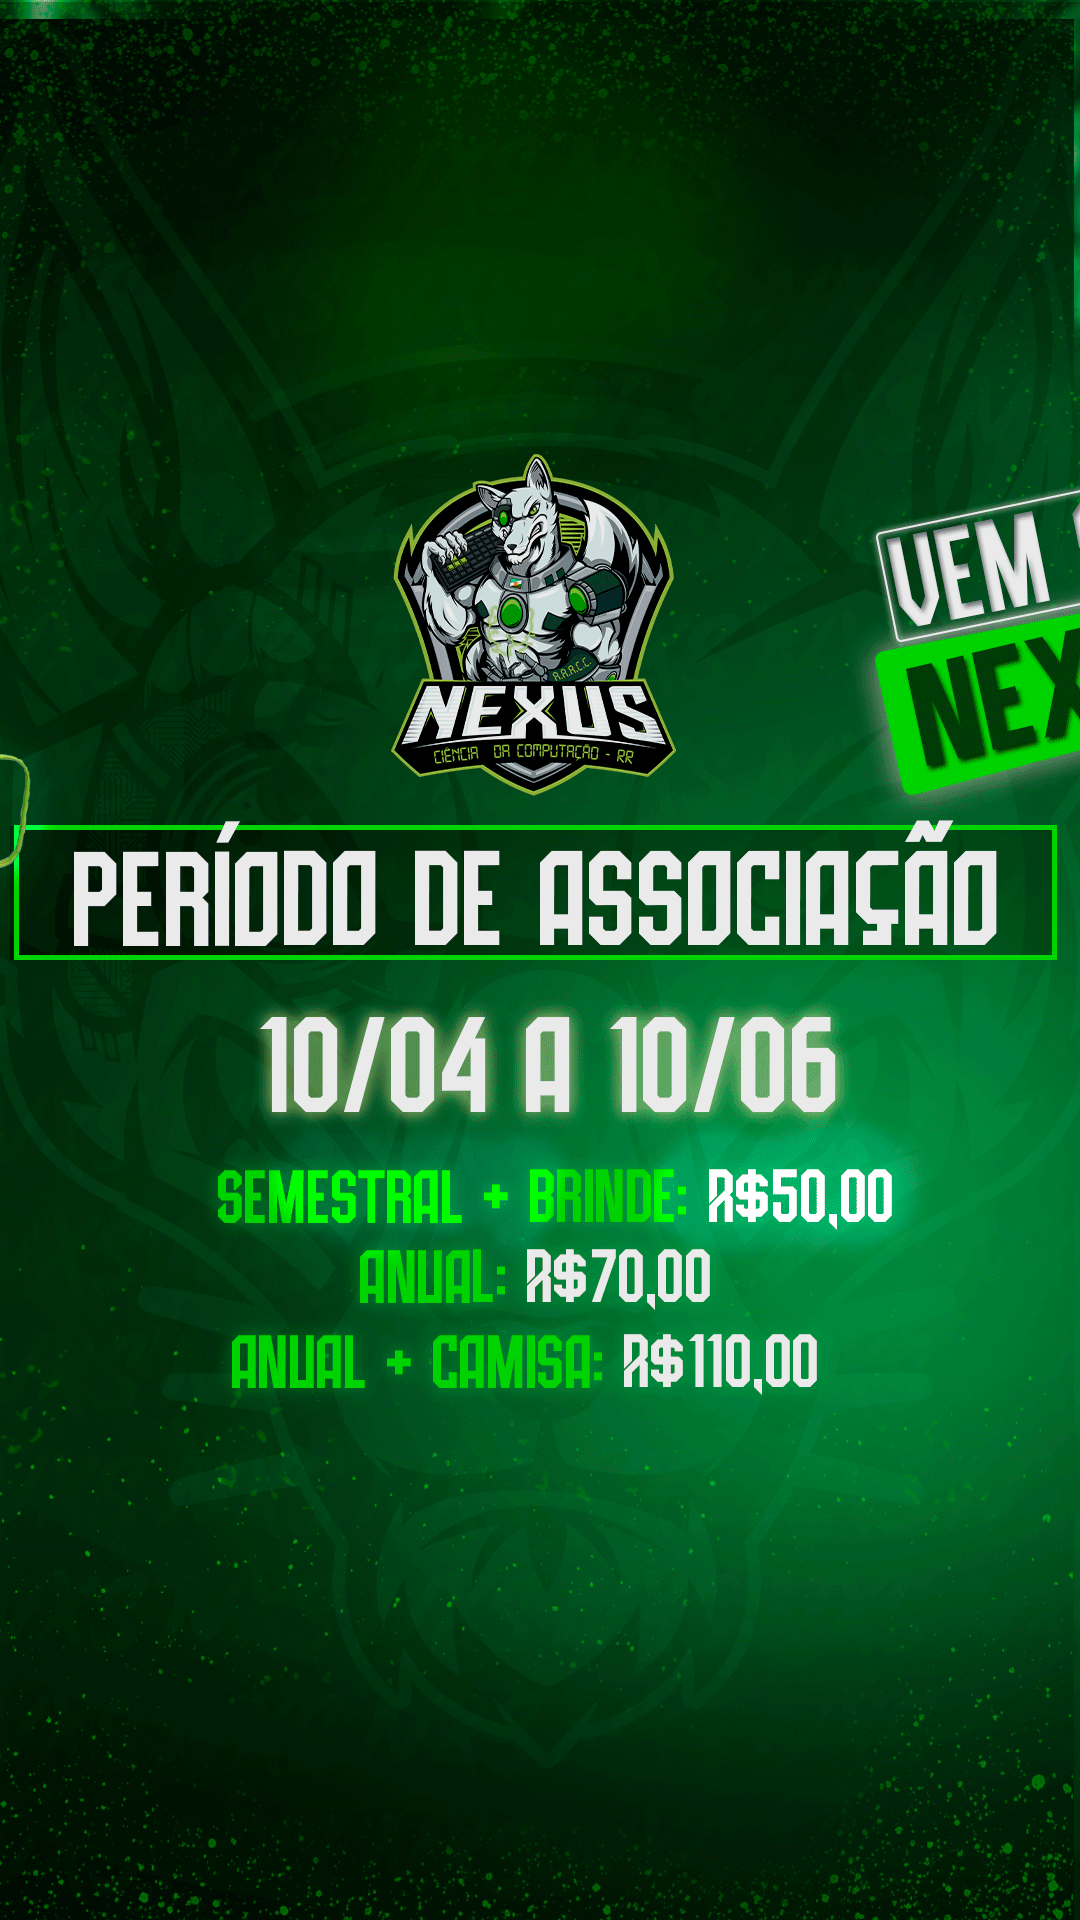 A.A.A.C.C.
NEXUS
CIÊNCIA DA COMPUTAÇÃO - RR
VEM
NEX
PERÍODO DE ASSOCIAÇÃO
10/04 A 10/06
SEMESTRAL + BRINDE: R$50,00
ANUAL: R$70,00
ANUAL + CAMISA: R$110,00